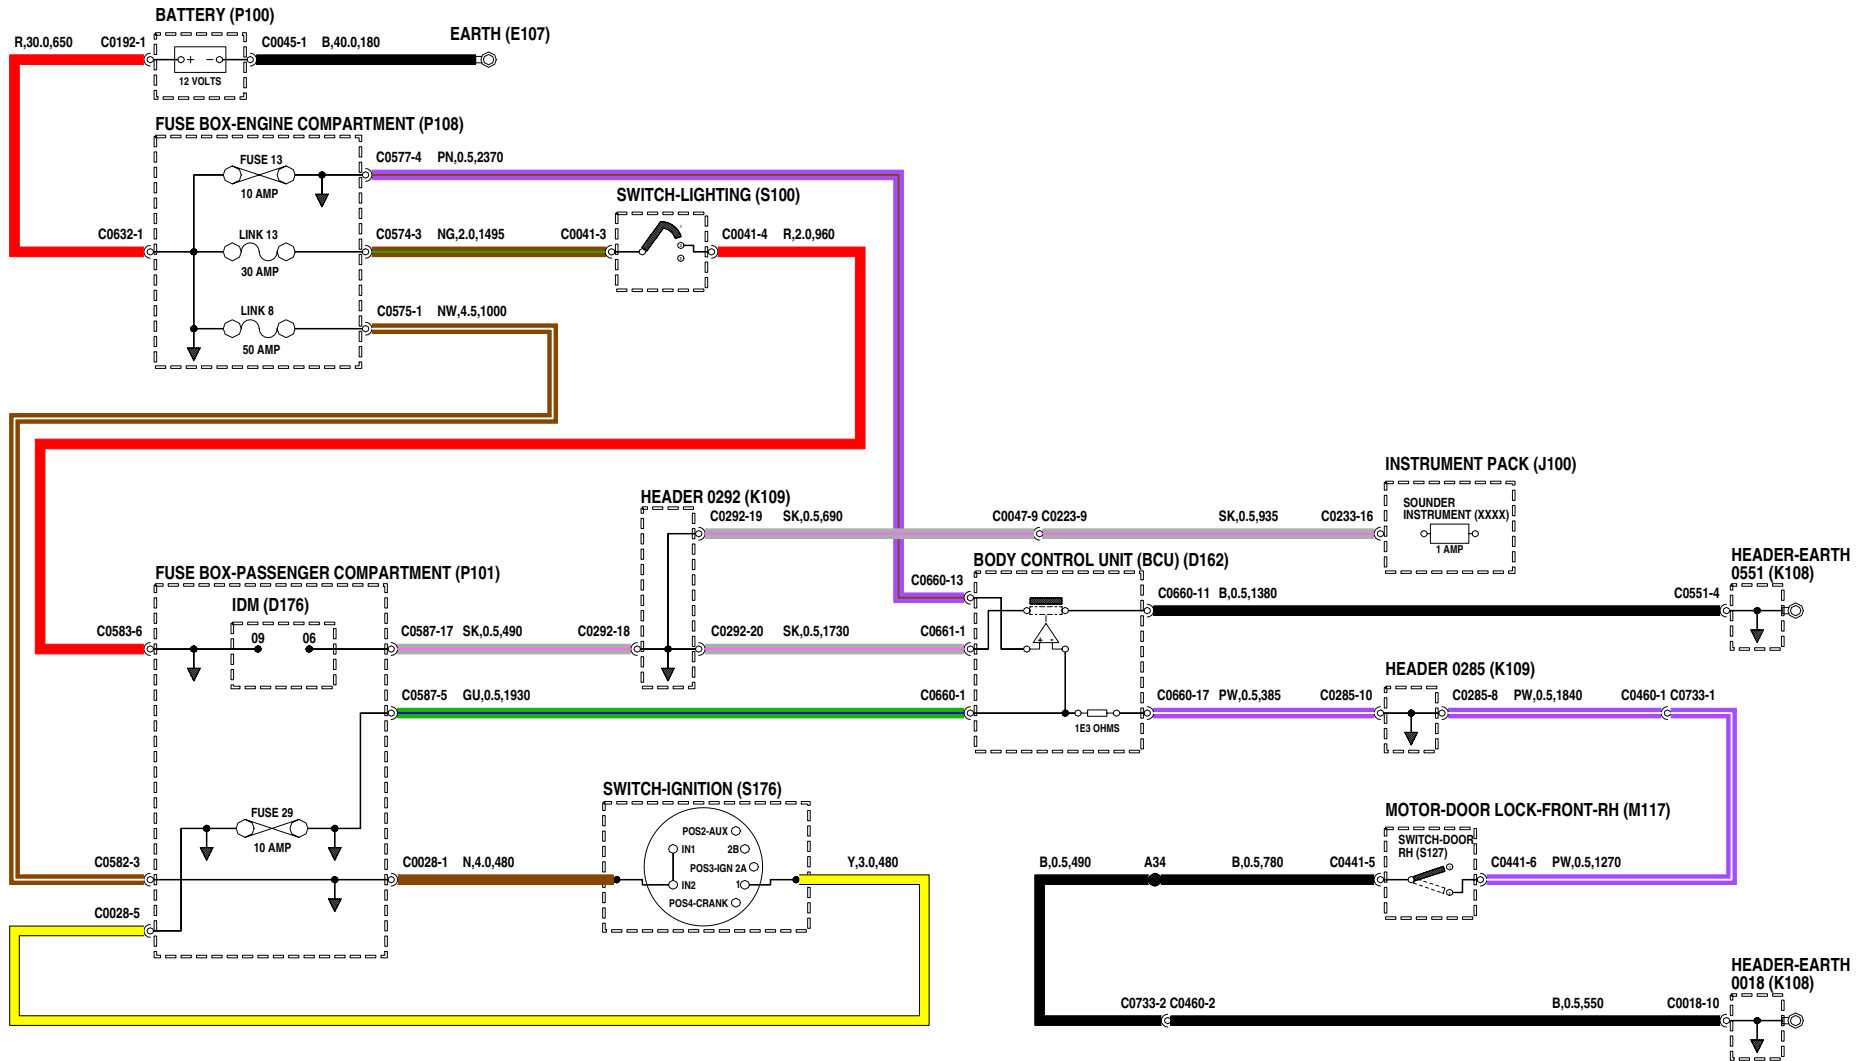 BATTERY (P100)
R,30.0,650
C0192-1
C0045-1
B,40.0,180
EARTH (E107)
+
−
12 VOLTS
FUSE BOX-ENGINE COMPARTMENT (P108)
FUSE 13
10 AMP
C0577-4
PN,0.5,2370
SWITCH-LIGHTING (S100)
C0632-1
LINK 13
30 AMP
C0574-3
NG,2.0,1495
C0041-3
C0041-4
R,2.0,960
LINK 8
50 AMP
C0575-1
NW,4.5,1000
INSTRUMENT PACK (J100)
SOUNDER
INSTRUMENT (XXXX)
1 AMP
HEADER 0292 (K109)
C0292-19
SK,0.5,690
C0047-9 C0223-9
SK,0.5,935
C0233-16
BODY CONTROL UNIT (BCU) (D162)
HEADER-EARTH
0551 (K108)
FUSE BOX-PASSENGER COMPARTMENT (P101)
C0660-13
C0660-11
B,0.5,1380
C0551-4
IDM (D176)
C0583-6
09
06
C0587-17
SK,0.5,490
C0292-18
C0292-20
SK,0.5,1730
C0661-1
+
−
HEADER 0285 (K109)
C0587-5
GU,0.5,1930
C0660-1
1E3 OHMS
C0660-17
PW,0.5,385
C0285-10
C0285-8
PW,0.5,1840
C0460-1 C0733-1
SWITCH-IGNITION (S176)
FUSE 29
10 AMP
POS2-AUX
IN1
2B
POS3-IGN 2A
IN2
1
POS4-CRANK
MOTOR-DOOR LOCK-FRONT-RH (M117)
SWITCH-DOOR
RH (S127)
C0582-3
C0028-1
N,4.0,480
Y,3.0,480
B,0.5,490
A34
B,0.5,780
C0441-5
C0441-6
PW,0.5,1270
C0028-5
HEADER-EARTH
0018 (K108)
C0733-2 C0460-2
B,0.5,550
C0018-10